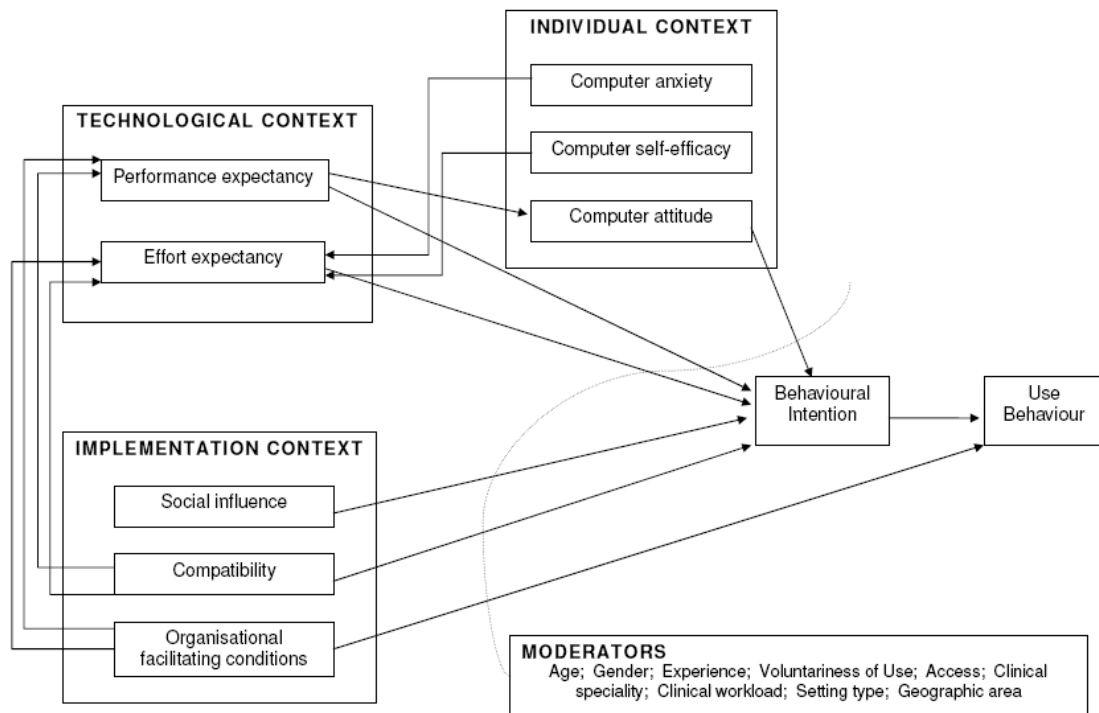 INDIVIDUAL CONTEXT
Computer anxiety
Computer self-efficacy
Computer attitude
TECHNOLOGICAL CONTEXT
Performance expectancy
Effort expectancy
Behavioural
Intention
Use
Behaviour
IMPLEMENTATION CONTEXT
Social influence
Compatibility
Organisational
facilitating conditions
MODERATORS
Age; Gender; Experience; Voluntariness of Use; Access; Clinical
speciality; Clinical workload; Setting type; Geographic area